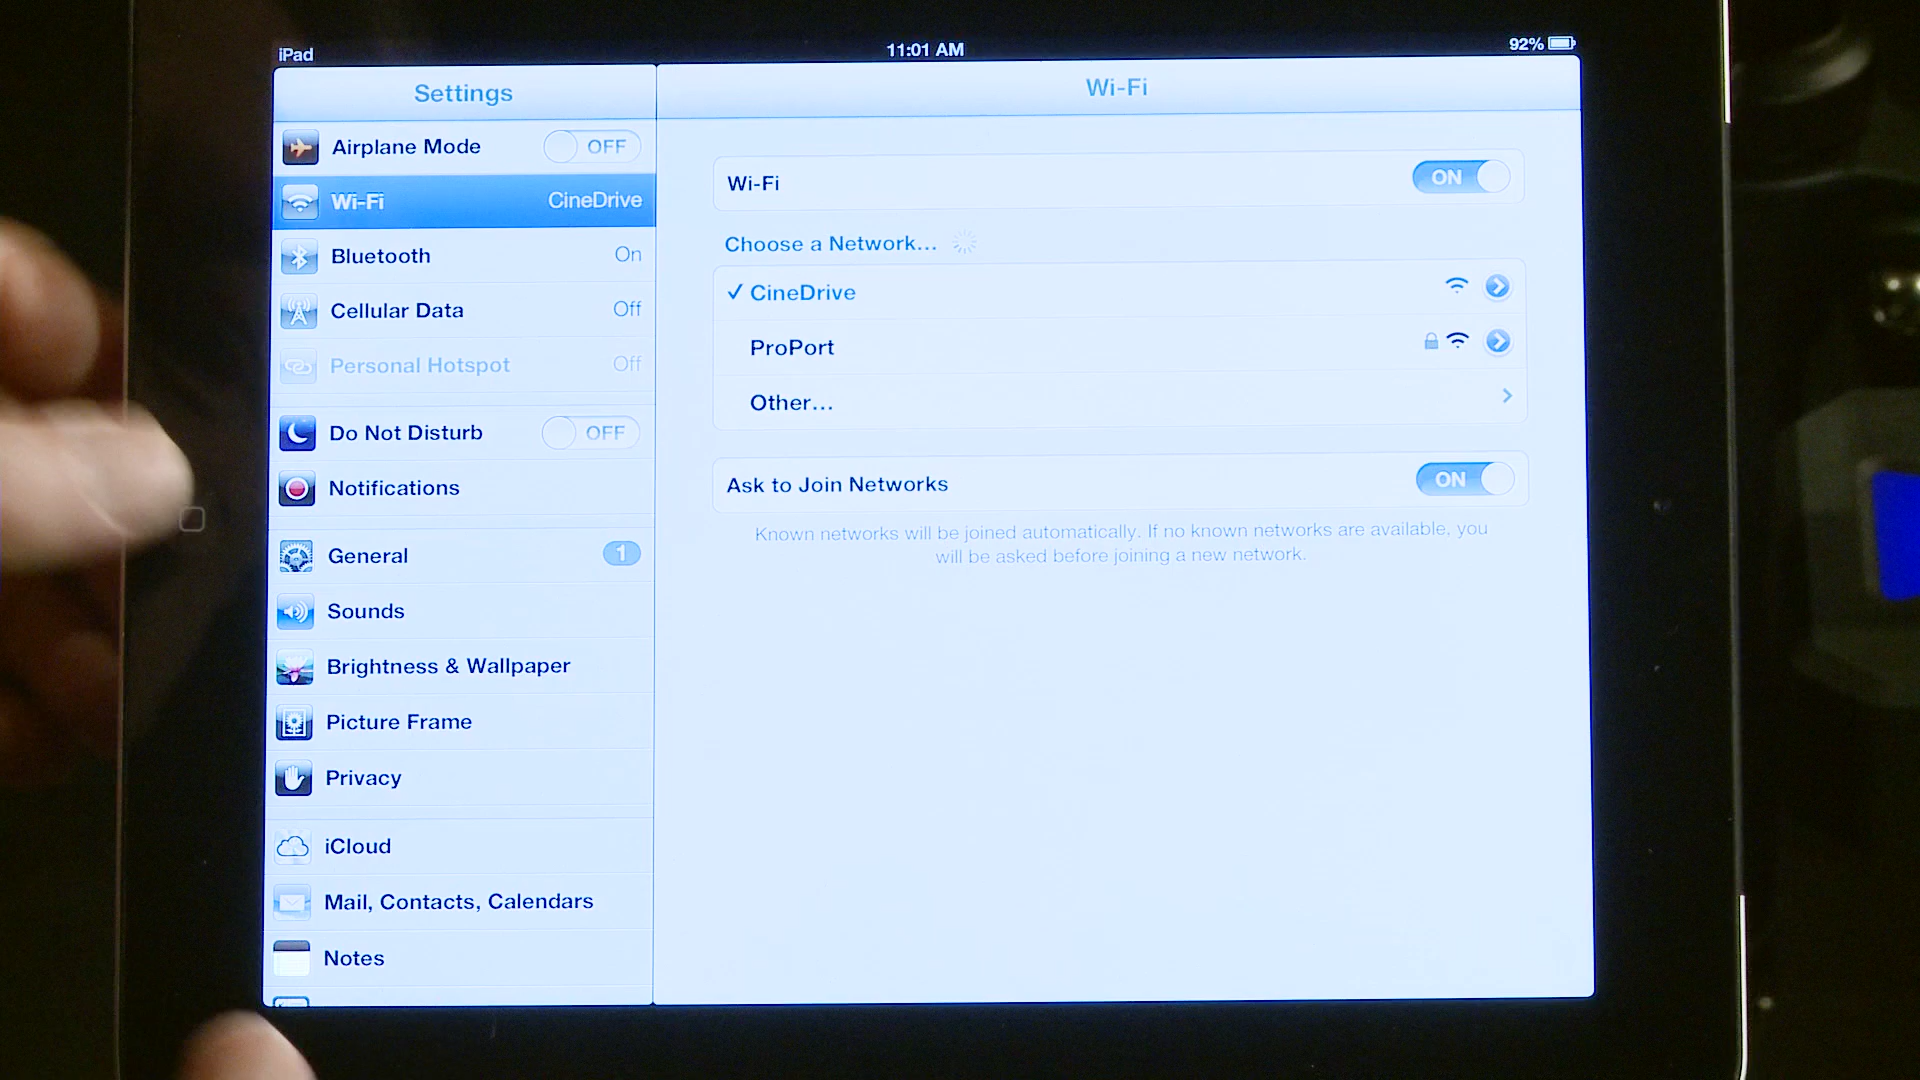 iPad
11:01 AM
92%
Settings
Wi-Fi
Airplane Mode OFF
Wi-Fi CineDrive
Bluetooth On
Cellular Data Off
Personal Hotspot Off
Do Not Disturb OFF
Notifications
General 1
Sounds
Brightness & Wallpaper
Picture Frame
Privacy
iCloud
Mail, Contacts, Calendars
Notes
Wi-Fi ON
Choose a Network...
CineDrive
ProPort
Other...
Ask to Join Networks ON
Known networks will be joined automatically. If no known networks are available, you
will be asked before joining a new network.